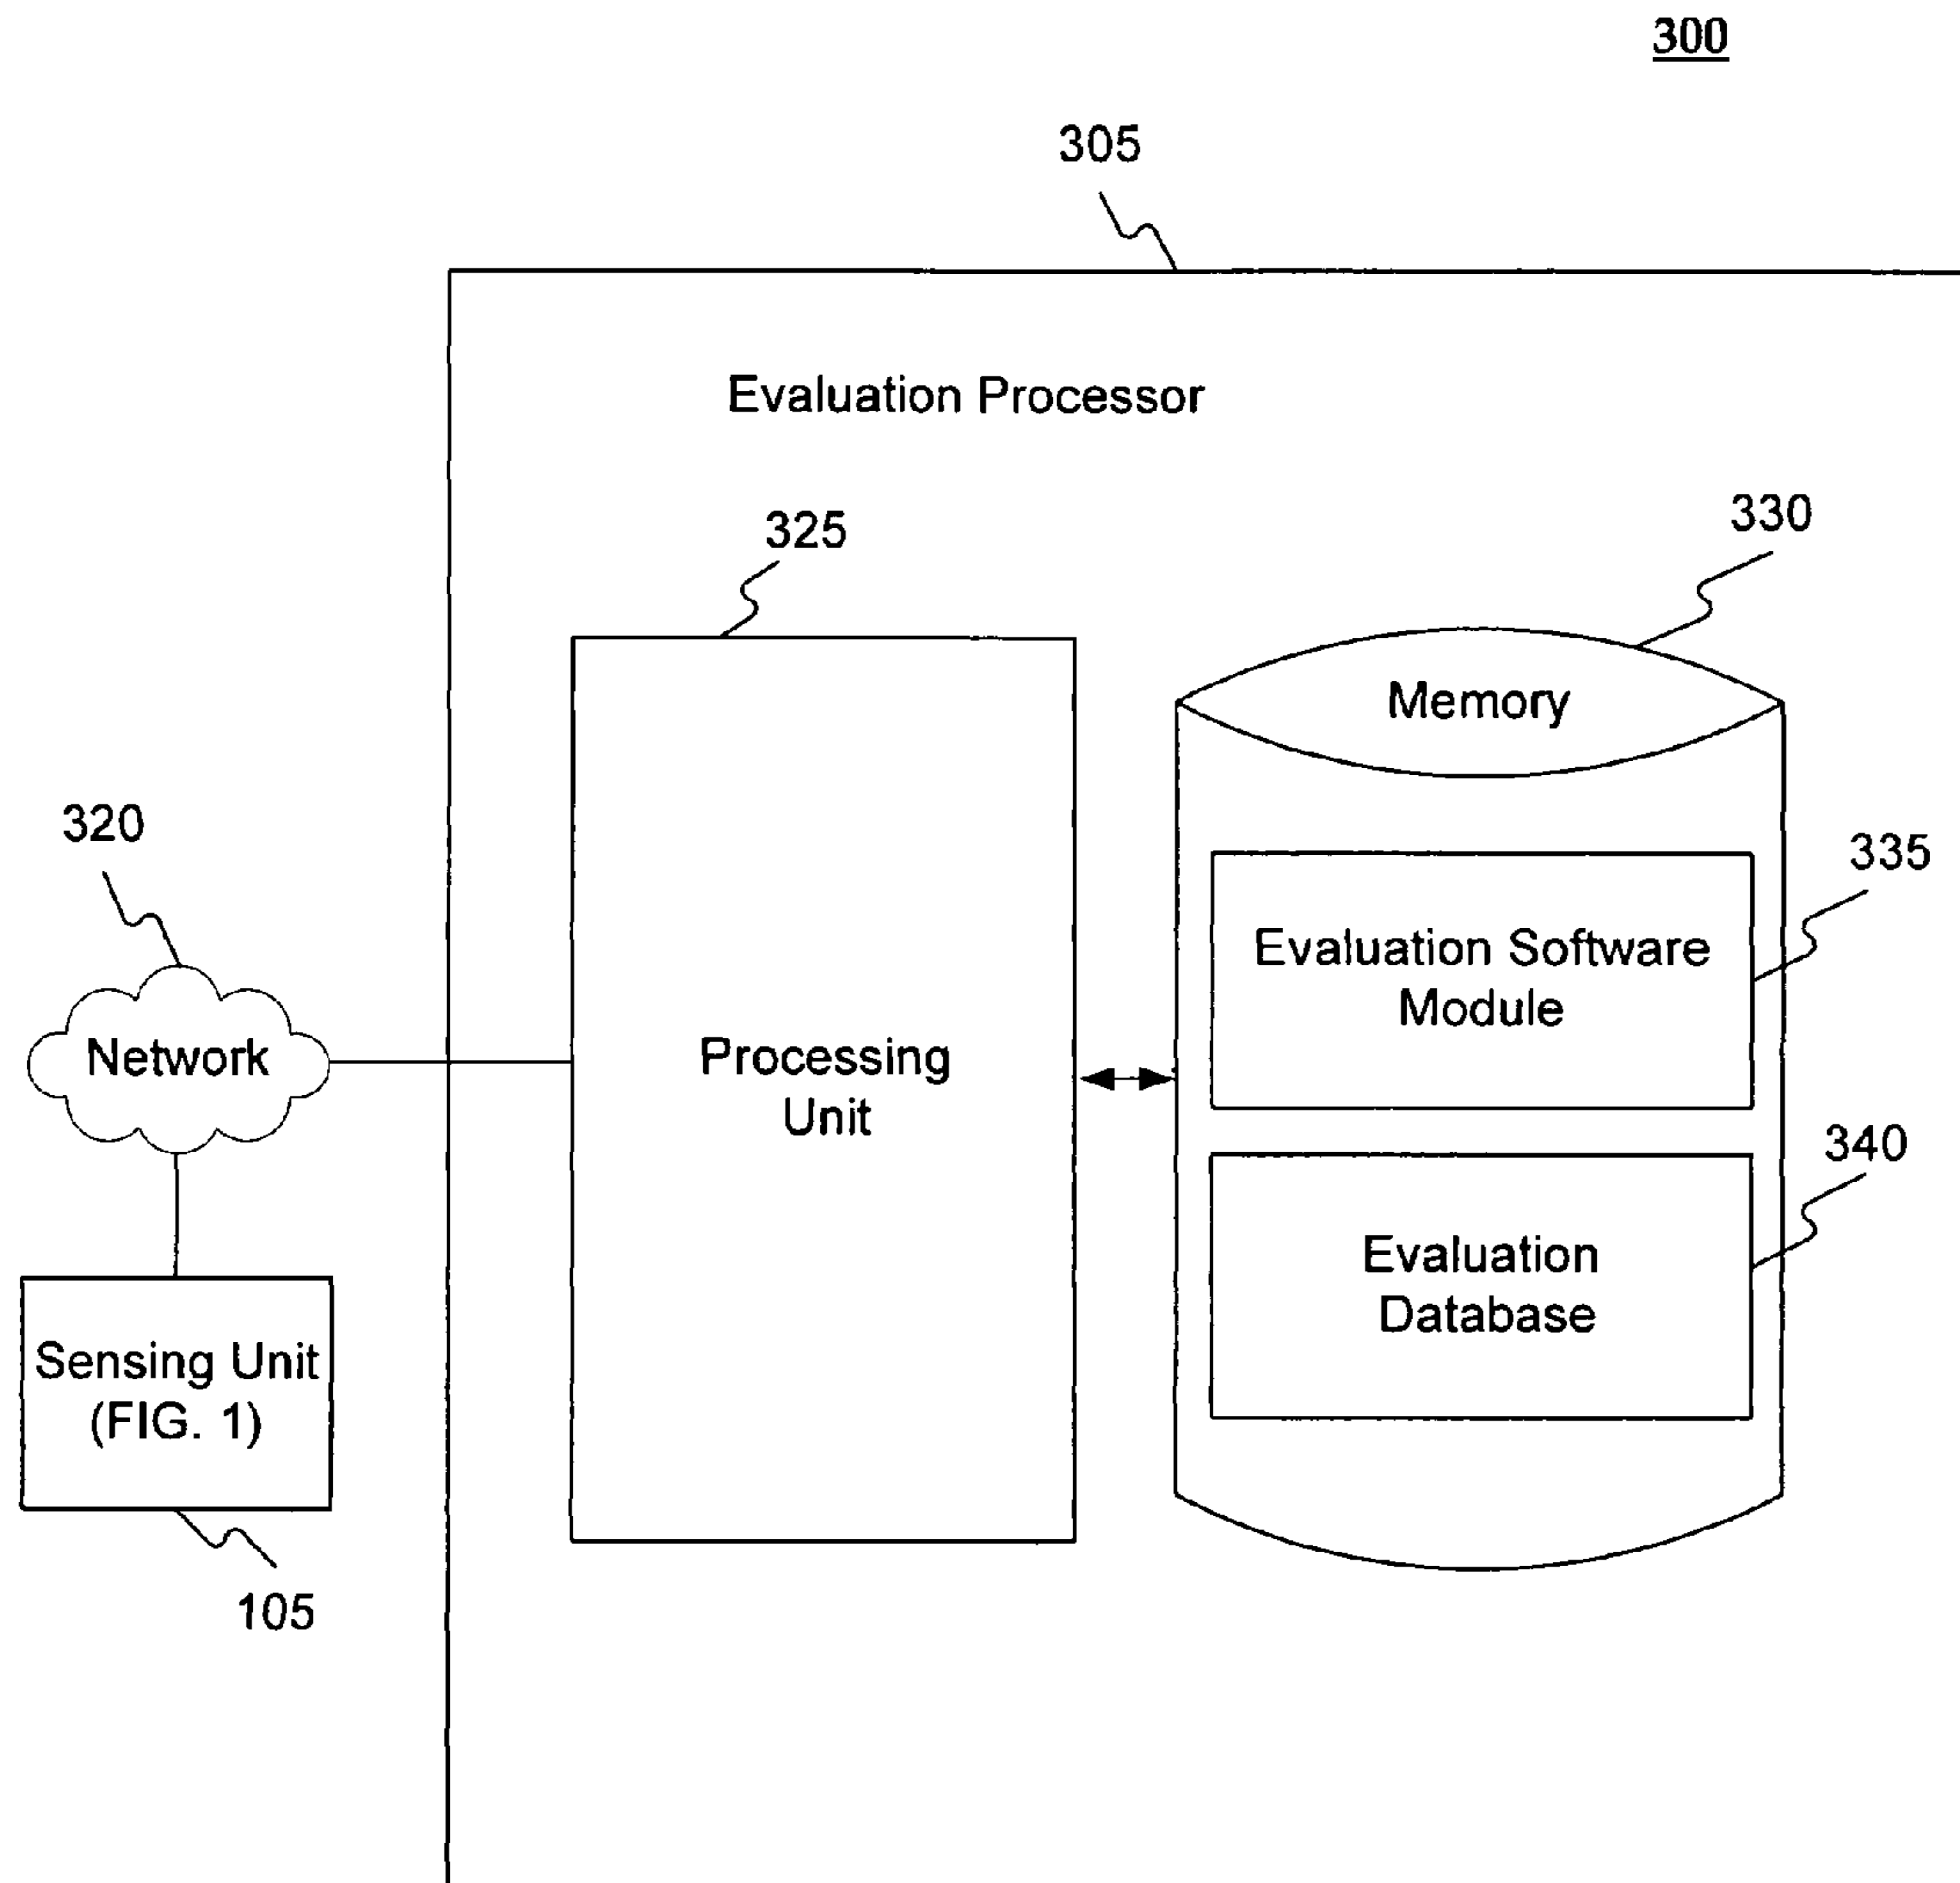 300
305
Evaluation Processor
325
330
Memory
320
335
Evaluation Software
Module
Network
Processing
Unit
340
Evaluation
Database
Sensing Unit
(FIG. 1)
105